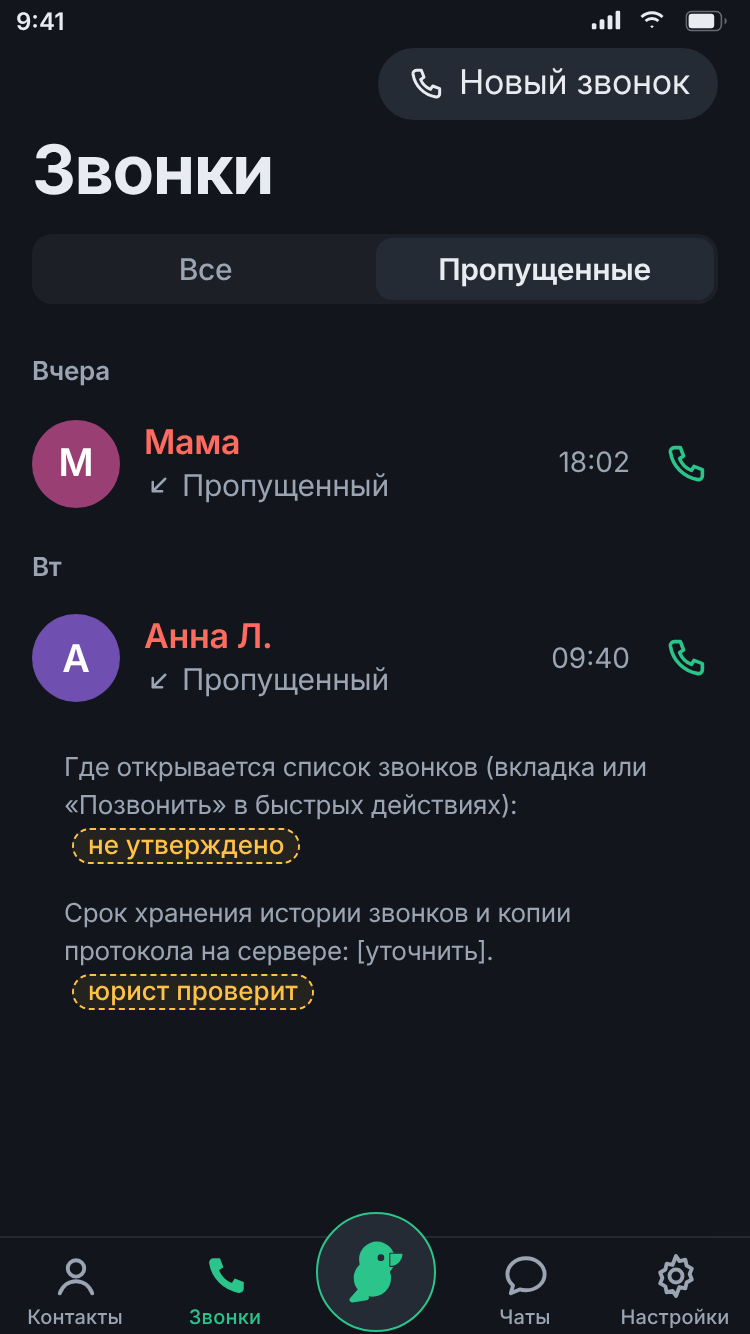 9:41
Новый звонок
Звонки
Все
Пропущенные
Вчера
М
Мама
18:02
Пропущенный
Вт
А
Анна Л.
09:40
Пропущенный
Где открывается список звонков (вкладка или
«Позвонить» в быстрых действиях):
не утверждено
Срок хранения истории звонков и копии
протокола на сервере: [уточнить].
юрист проверит
Контакты
Звонки
Чаты
Настройки